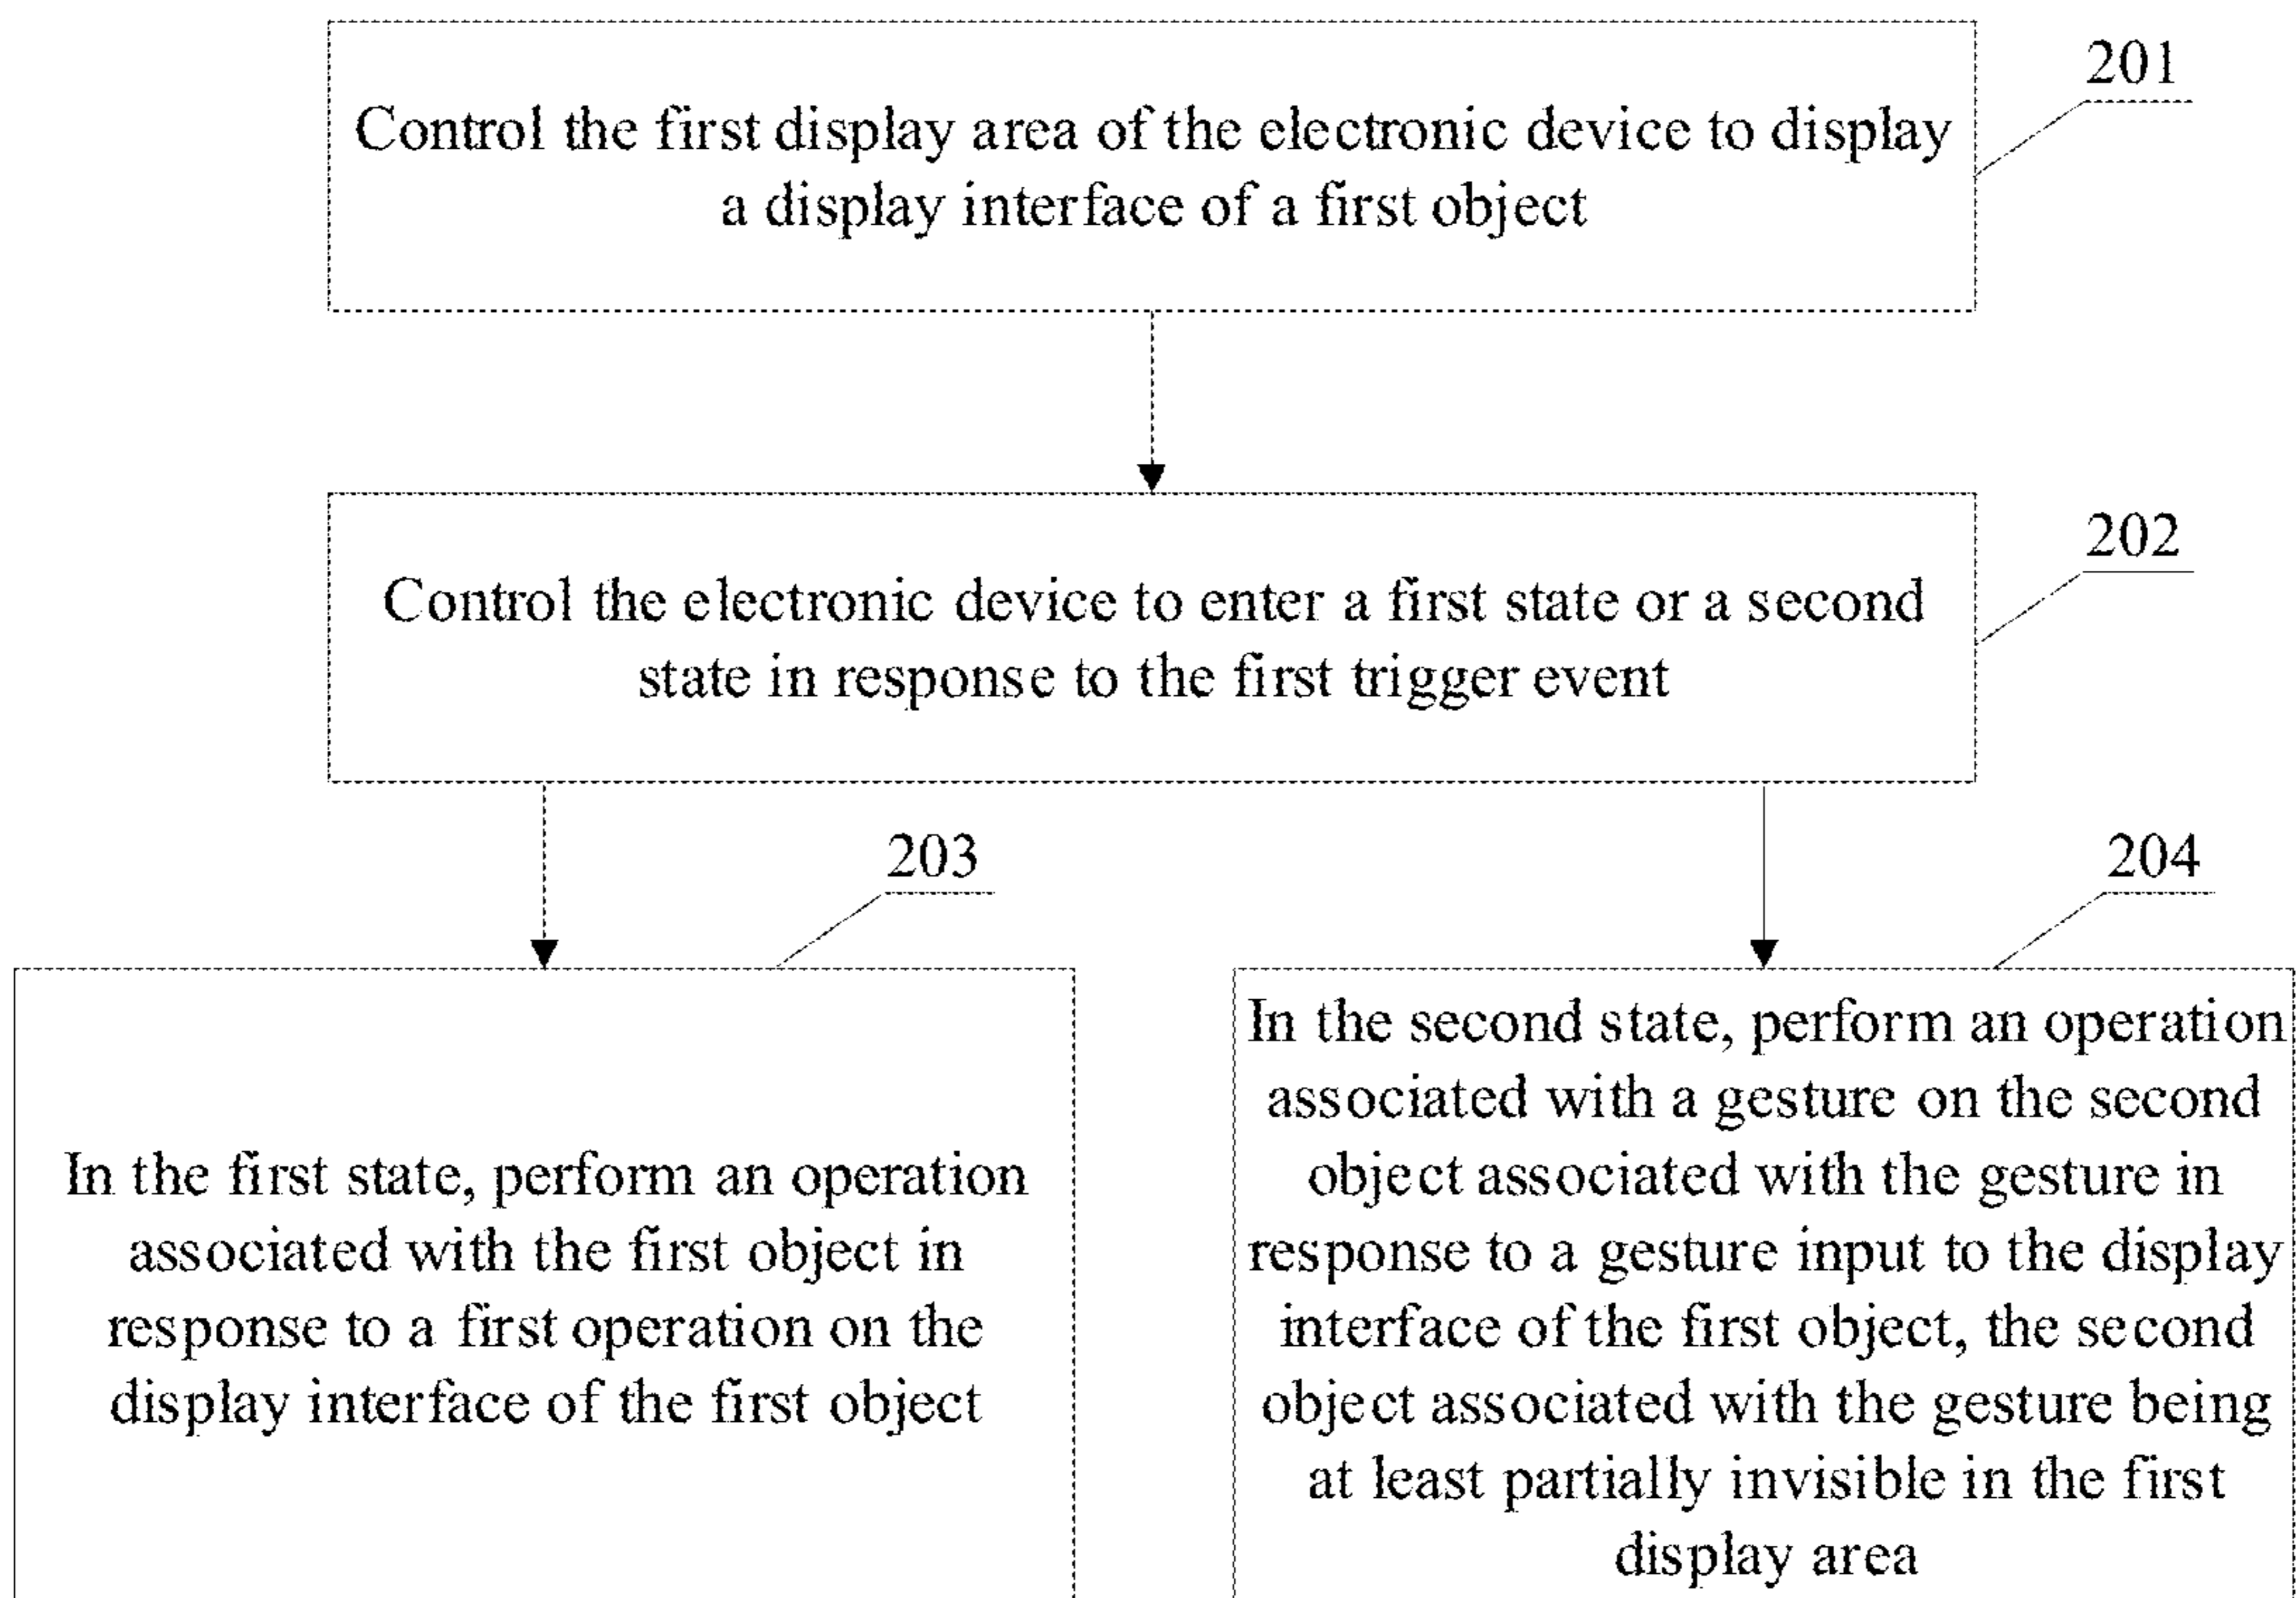 201
Control the first display area of the electronic device to display
a display interface of a first object
202
Control the electronic device to enter a first state or a second
state in response to the first trigger event
203
In the first state, perform an operation
associated with the first object in
response to a first operation on the
display interface of the first object
204
In the second state, perform an operation
associated with a gesture on the second
object associated with the gesture in
response to a gesture input to the display
interface of the first object, the second
object associated with the gesture being
at least partially invisible in the first
display area